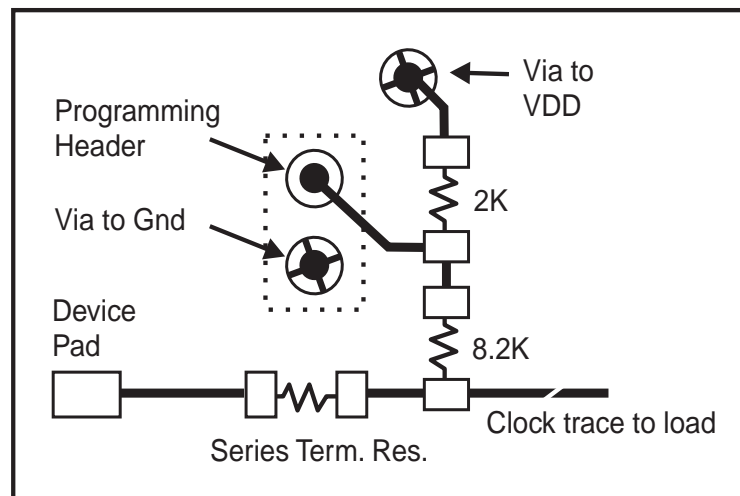 Via to
VDD
Programming
Header
2K
Via to Gnd
Device
Pad
8.2K
Clock trace to load
Series Term. Res.